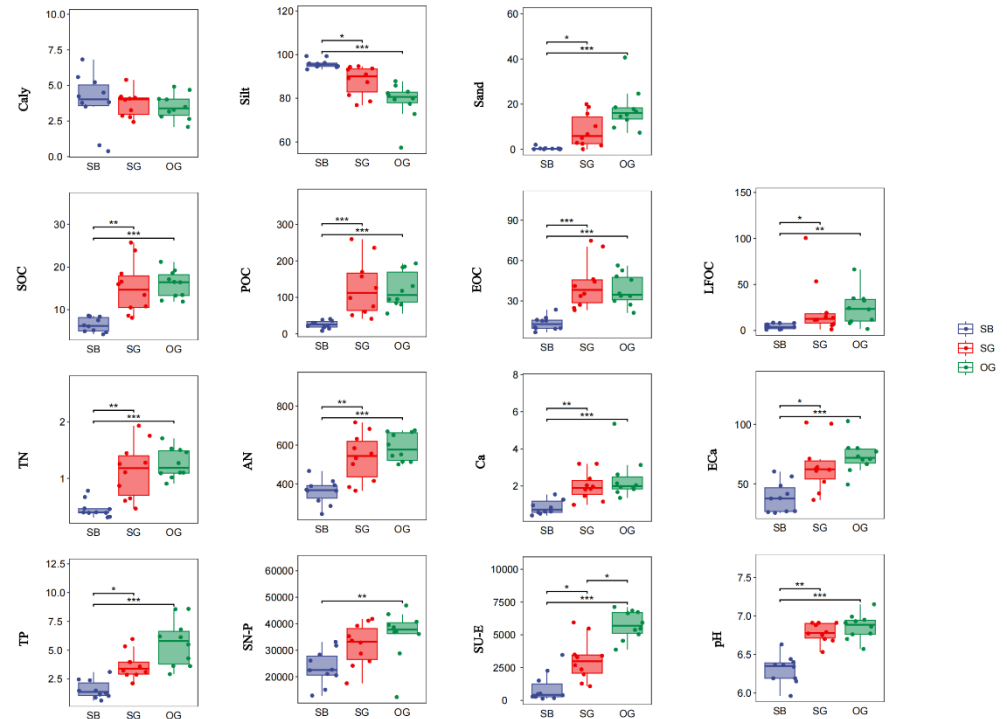 Caly
10.0
7.5
5.0
2.5
0.0
SB SG OG
Silt
120
100
80
60
*
***
SB SG OG
Sand
60
40
20
0
*
***
SB SG OG
SOC
30
20
10
**
***
SB SG OG
POC
300
200
100
0
***
***
SB SG OG
EOC
90
60
30
***
***
SB SG OG
LFOC
150
100
50
0
*
**
SB SG OG
TN
2
1
**
***
SB SG OG
AN
800
600
400
**
***
SB SG OG
Ca
8
6
4
2
0
**
***
SB SG OG
ECa
100
50
*
***
SB SG OG
SB
SG
OG
TP
12.5
10.0
7.5
5.0
2.5
*
***
SB SG OG
SN-P
50000
40000
30000
20000
**
SB SG OG
SU-E
10000
7500
5000
2500
0
*
*
***
SB SG OG
pH
7.5
7.0
6.5
6.0
**
***
SB SG OG